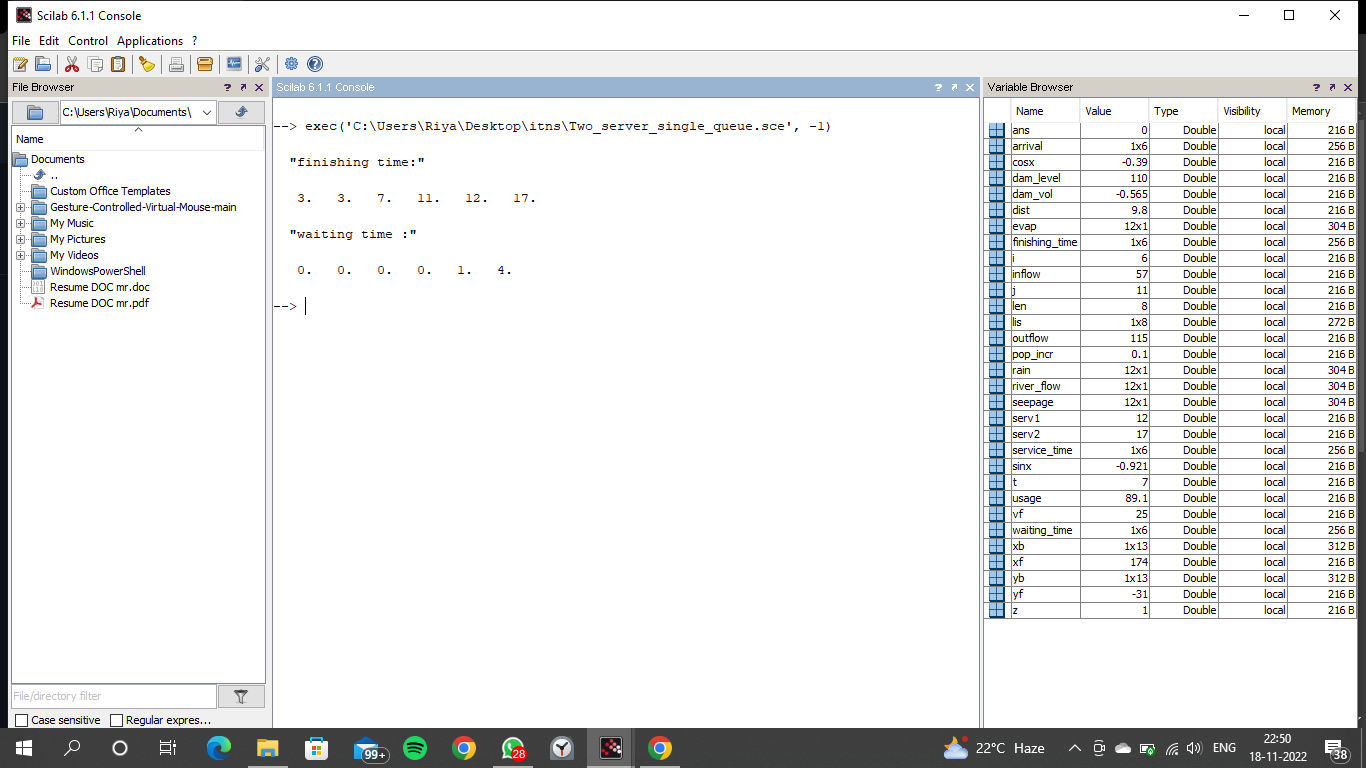 Scilab 6.1.1 Console
File Edit Control Applications ?
File Browser ? ↗ ×
C:\Users\Riya\Documents\
Name
Documents
..
Custom Office Templates
Gesture-Controlled-Virtual-Mouse-main
My Music
My Pictures
My Videos
WindowsPowerShell
Resume DOC mr.doc
Resume DOC mr.pdf
File/directory filter
Case sensitive Regular expres...
Scilab 6.1.1 Console ? ↗ ×
--> exec('C:\Users\Riya\Desktop\itns\Two_server_single_queue.sce', -1)
"finishing time:"
3. 3. 7. 11. 12. 17.
"waiting time :"
0. 0. 0. 0. 1. 4.
-->
Variable Browser ? ↗ ×
Name Value Type Visibility Memory
ans 0 Double local 216 B
arrival 1x6 Double local 256 B
cosx -0.39 Double local 216 B
dam_level 110 Double local 216 B
dam_vol -0.565 Double local 216 B
dist 9.8 Double local 216 B
evap 12x1 Double local 304 B
finishing_time 1x6 Double local 256 B
i 6 Double local 216 B
inflow 57 Double local 216 B
j 11 Double local 216 B
len 8 Double local 216 B
lis 1x8 Double local 272 B
outflow 115 Double local 216 B
pop_incr 0.1 Double local 216 B
rain 12x1 Double local 304 B
river_flow 12x1 Double local 304 B
seepage 12x1 Double local 304 B
serv1 12 Double local 216 B
serv2 17 Double local 216 B
service_time 1x6 Double local 256 B
sinx -0.921 Double local 216 B
t 7 Double local 216 B
usage 89.1 Double local 216 B
vf 25 Double local 216 B
waiting_time 1x6 Double local 256 B
xb 1x13 Double local 312 B
xf 174 Double local 216 B
yb 1x13 Double local 312 B
yf -31 Double local 216 B
z 1 Double local 216 B
99+ 28 22°C Haze ENG 22:50
18-11-2022 38